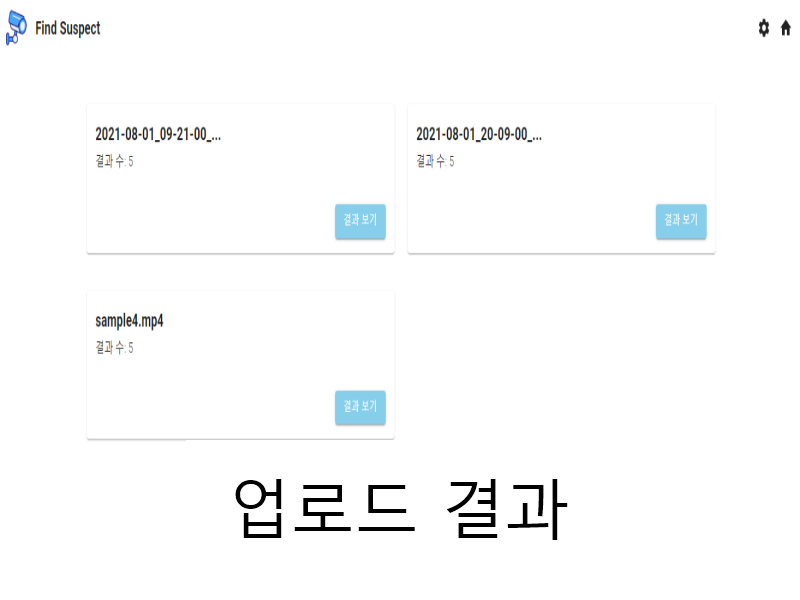 Find Suspect
2021-08-01_09-21-00_...
결과 수: 5
결과 보기
2021-08-01_20-09-00_...
결과 수: 5
결과 보기
sample4.mp4
결과 수: 5
결과 보기
업로드 결과